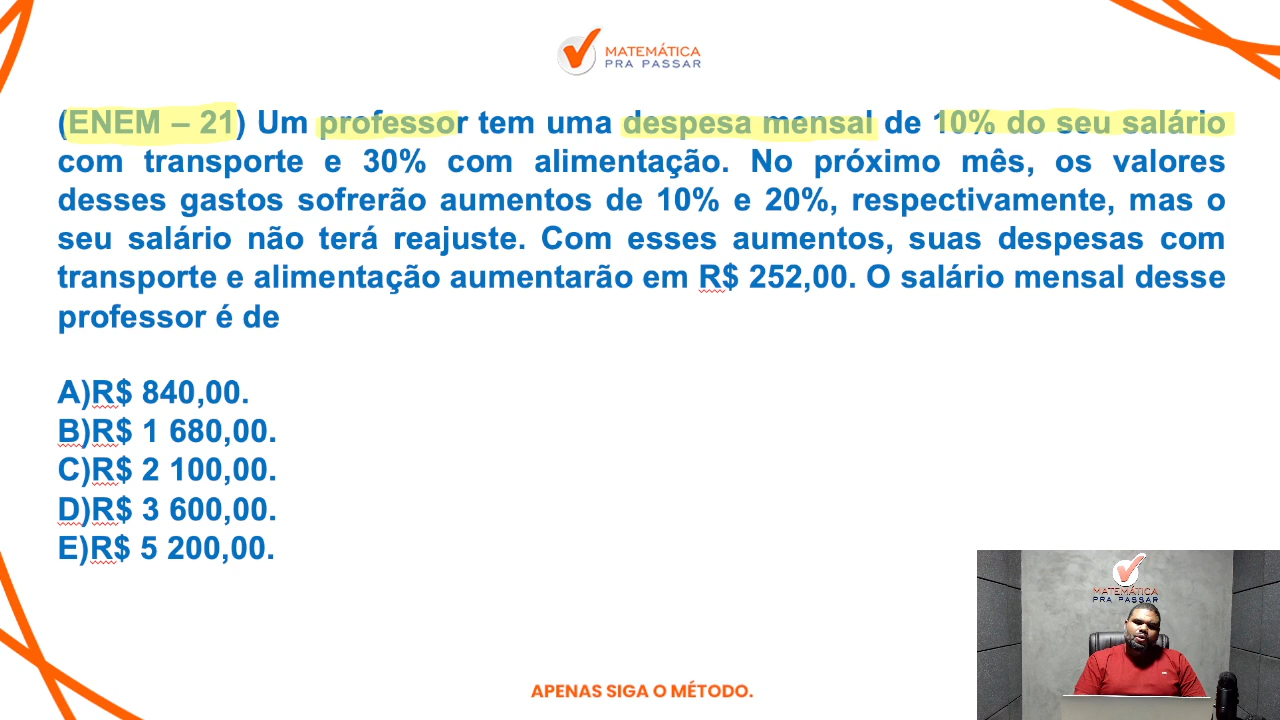 MATEMÁTICA
PRA PASSAR
(ENEM – 21) Um professor tem uma despesa mensal de 10% do seu salário
com transporte e 30% com alimentação. No próximo mês, os valores
desses gastos sofrerão aumentos de 10% e 20%, respectivamente, mas o
seu salário não terá reajuste. Com esses aumentos, suas despesas com
transporte e alimentação aumentarão em R$ 252,00. O salário mensal desse
professor é de
A)R$ 840,00.
B)R$ 1 680,00.
C)R$ 2 100,00.
D)R$ 3 600,00.
E)R$ 5 200,00.
MATEMÁTICA
PRA PASSAR
APENAS SIGA O MÉTODO.